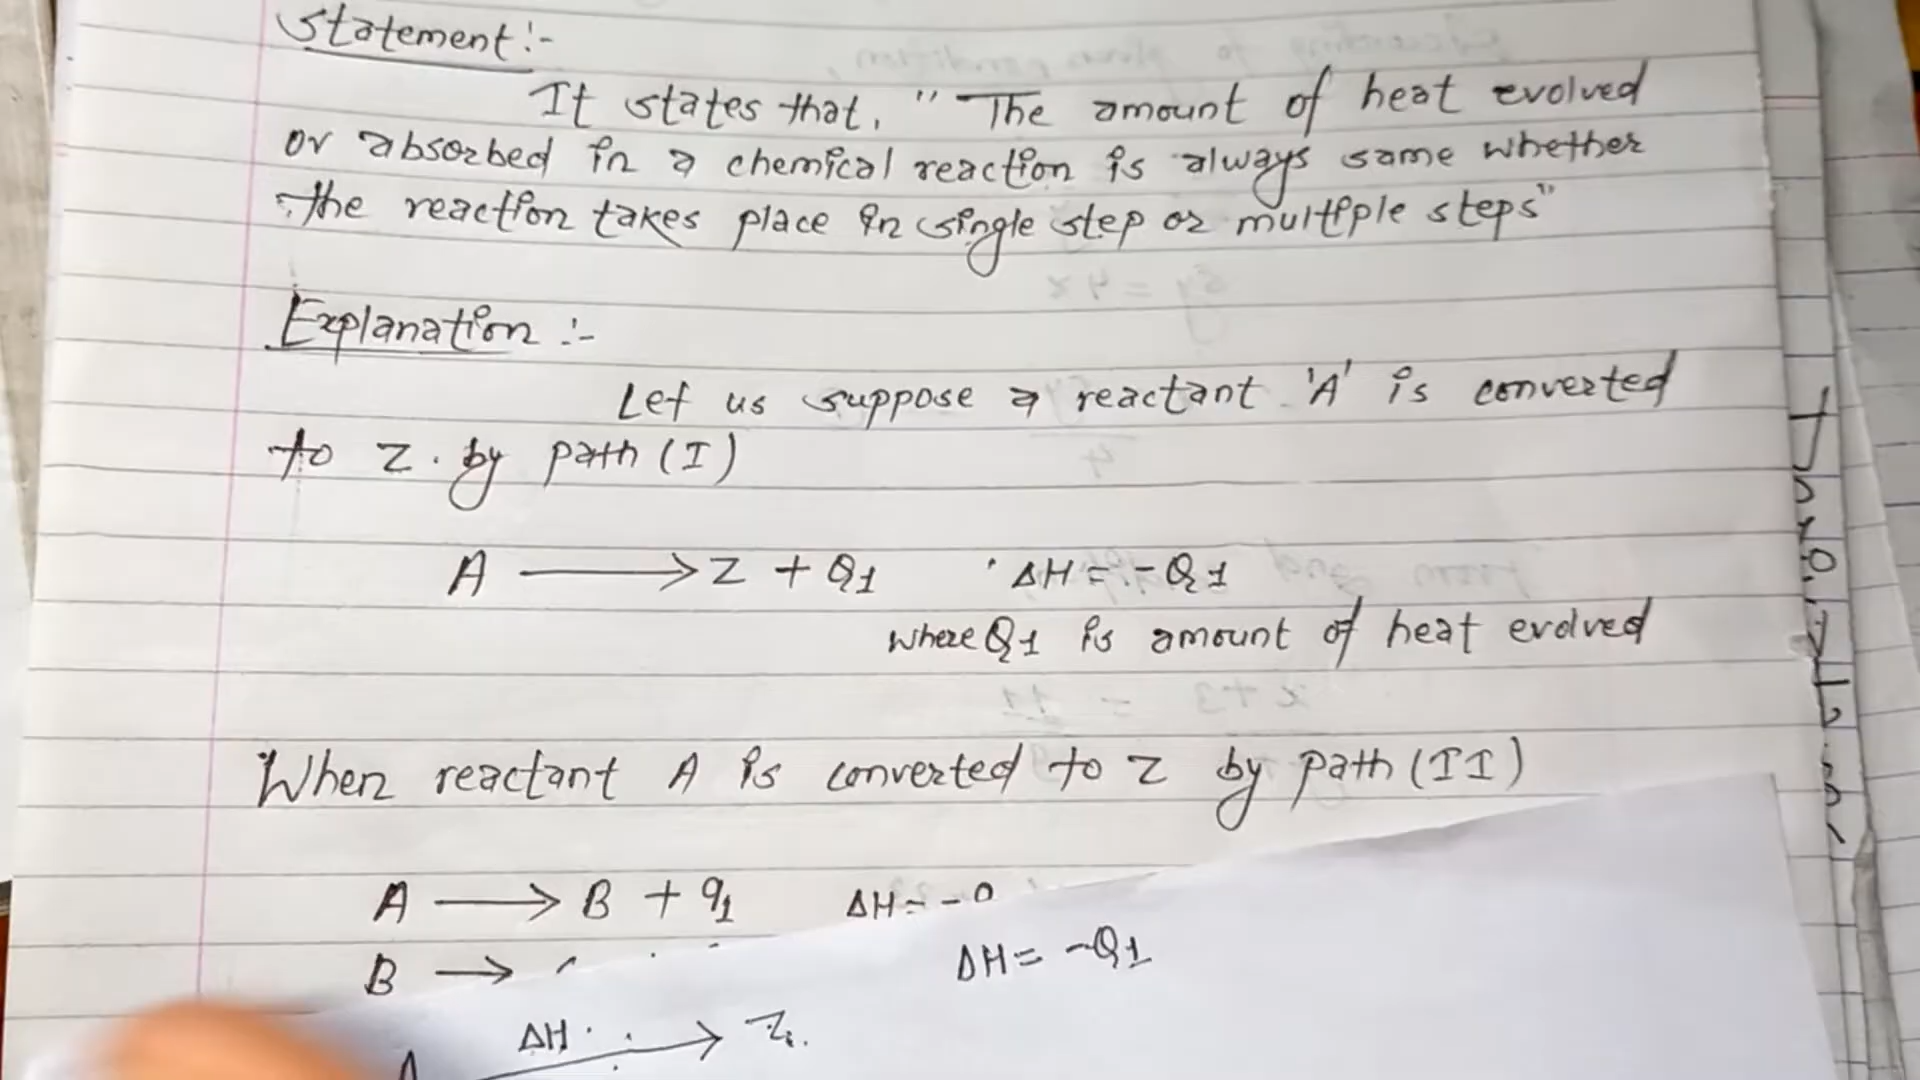 Statement :-
It states that, " The amount of heat evolved
or absorbed in a chemical reaction is always same whether
the reaction takes place in single step or multiple steps"
Explanation :-
Let us suppose a reactant 'A' is converted
to Z. by path (I)
A ⟶ Z + Q1 ΔH = -Q1
where Q1 is amount of heat evolved
When reactant A is converted to Z by path (II)
A ⟶ B + q1 ΔH = -
B ⟶
ΔH = -Q1
ΔH
A ⟶ Z.